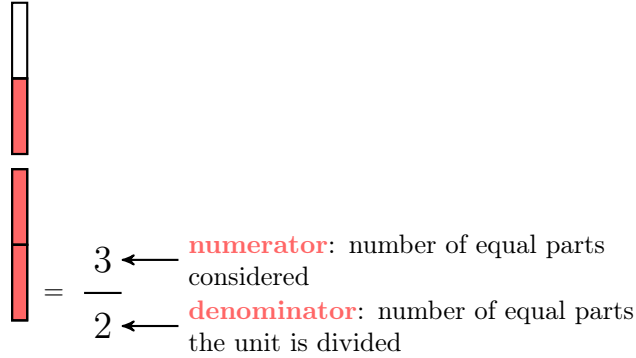 numerator: number of equal parts
considered
= 3
2
denominator: number of equal parts
the unit is divided